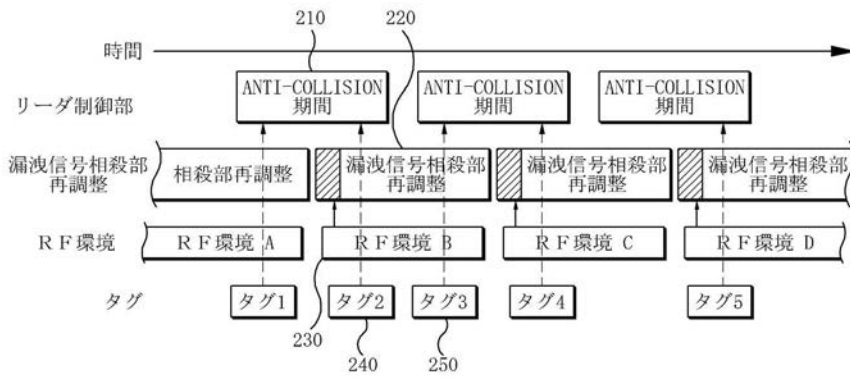 210
220
時間
ANTI-COLLISION
期間
ANTI-COLLISION
期間
ANTI-COLLISION
期間
リーダ制御部
漏洩信号相殺部
再調整
相殺部再調整
漏洩信号相殺部
再調整
漏洩信号相殺部
再調整
漏洩信号相殺部
再調整
RF環境
RF環境 A
RF環境 B
RF環境 C
RF環境 D
タグ
タグ1
タグ2
タグ3
タグ4
タグ5
230
240
250